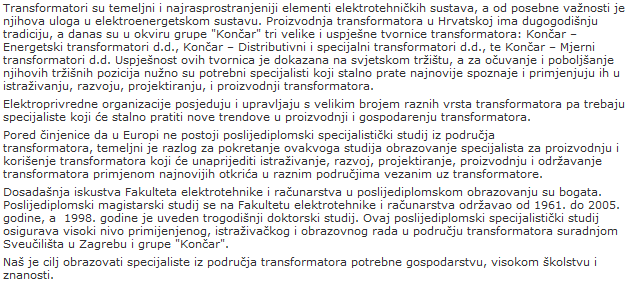 Transformatori su temeljni i najrasprostranjeniji elementi elektrotehničkih sustava, a od posebne važnosti je
njihova uloga u elektroenergetskom sustavu. Proizvodnja transformatora u Hrvatskoj ima dugogodišnju
tradiciju, a danas su u okviru grupe "Končar" tri velike i uspješne tvornice transformatora: Končar –
Energetski transformatori d.d., Končar – Distributivni i specijalni transformatori d.d., te Končar – Mjerni
transformatori d.d. Uspješnost ovih tvornica je dokazana na svjetskom tržištu, a za očuvanje i poboljšanje
njihovih tržišnih pozicija nužno su potrebni specijalisti koji stalno prate najnovije spoznaje i primjenjuju ih u
istraživanju, razvoju, projektiranju, i proizvodnji transformatora.
Elektroprivredne organizacije posjeduju i upravljaju s velikim brojem raznih vrsta transformatora pa trebaju
specijaliste koji će stalno pratiti nove trendove u proizvodnji i gospodarenju transformatora.
Pored činjenice da u Europi ne postoji poslijediplomski specijalistički studij iz područja
transformatora, temeljni je razlog za pokretanje ovakvoga studija obrazovanje specijalista za proizvodnju i
korišenje transformatora koji će unaprijediti istraživanje, razvoj, projektiranje, proizvodnju i održavanje
transformatora primjenom najnovijih otkrića u raznim područjima vezanim uz transformatore.
Dosadašnja iskustva Fakulteta elektrotehnike i računarstva u poslijediplomskom obrazovanju su bogata.
Poslijediplomski magistarski studij se na Fakultetu elektrotehnike i računarstva održavao od 1961. do 2005.
godine, a 1998. godine je uveden trogodišnji doktorski studij. Ovaj poslijediplomski specijalistički studij
osigurava visoki nivo primijenjenog, istraživačkog i obrazovnog rada u području transformatora suradnjom
Sveučilišta u Zagrebu i grupe "Končar".
Naš je cilj obrazovati specijaliste iz područja transformatora potrebne gospodarstvu, visokom školstvu i
znanosti.